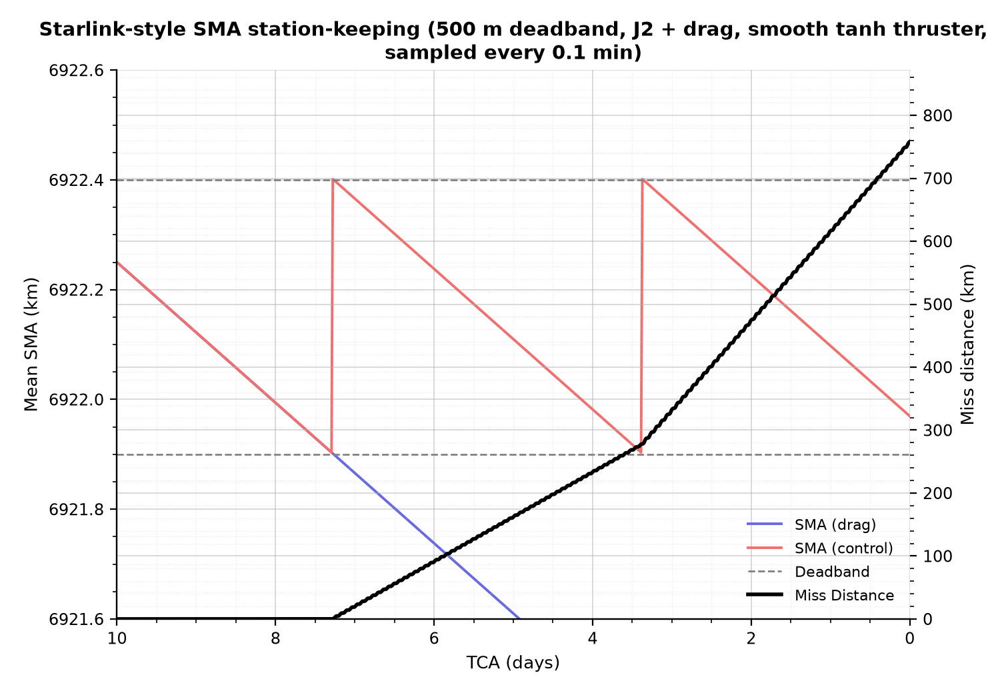 Starlink-style SMA station-keeping (500 m deadband, J2 + drag, smooth tanh thruster,
sampled every 0.1 min)
6922.6
6922.4
6922.2
6922.0
6921.8
6921.6
Mean SMA (km)
800
700
600
500
400
300
200
100
0
Miss distance (km)
SMA (drag)
SMA (control)
Deadband
Miss Distance
10
8
6
4
2
0
TCA (days)